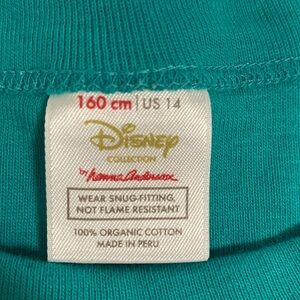 160 cm | US 14
Disney
COLLECTION
by hanna andersson
WEAR SNUG-FITTING,
NOT FLAME RESISTANT
100% ORGANIC COTTON
MADE IN PERU